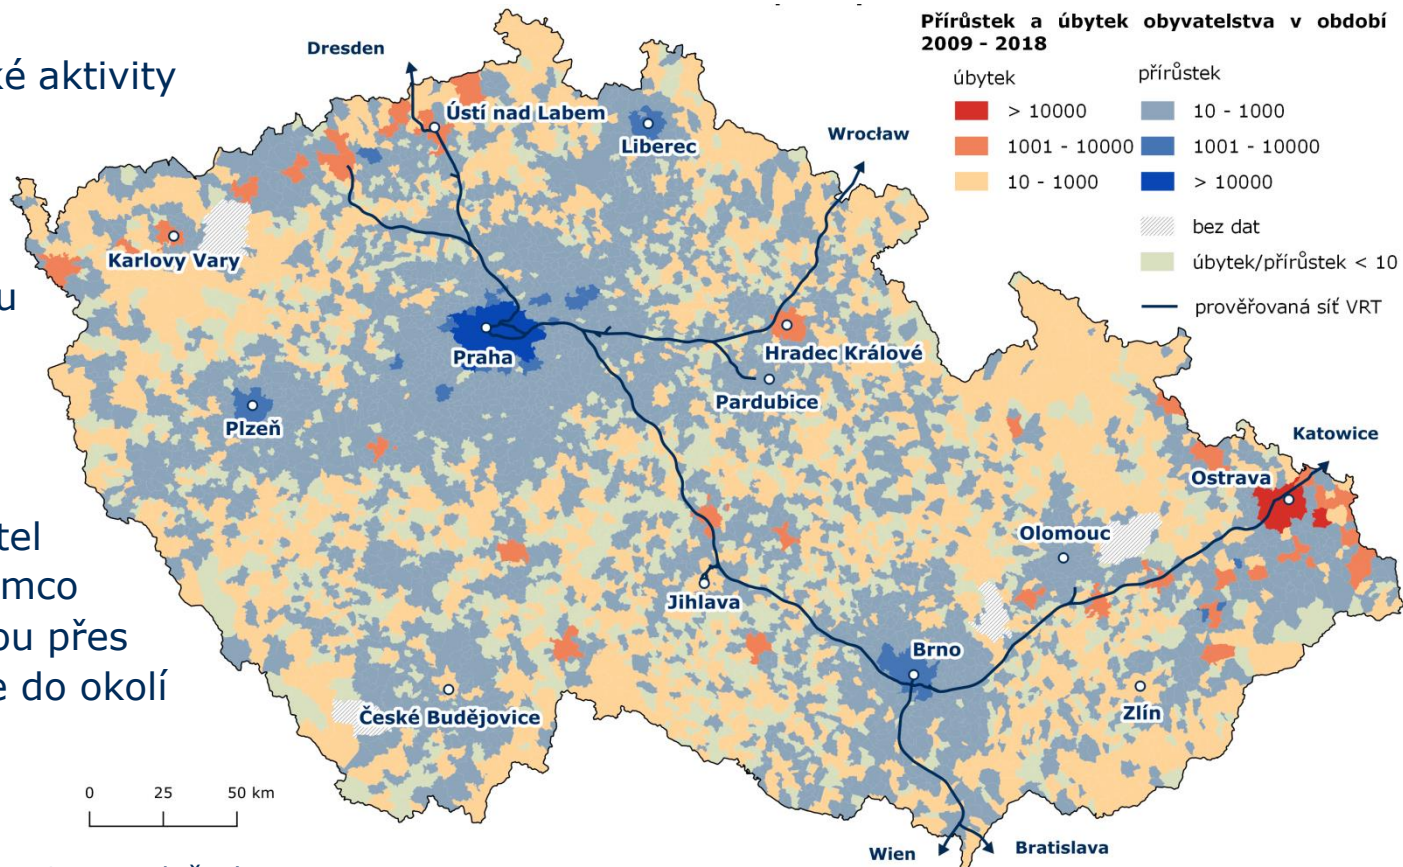 ké aktivity
u
tel
mco
ou přes
e do okolí
Přírůstek a úbytek obyvatelstva v období
2009 - 2018
úbytek
přírůstek
> 10000
10 - 1000
1001 - 10000
1001 - 10000
10 - 1000
> 10000
bez dat
úbytek/přírůstek < 10
prověřovaná síť VRT
Dresden
Ústí nad Labem
Liberec
Wrocław
Karlovy Vary
Praha
Hradec Králové
Pardubice
Plzeň
Katowice
Ostrava
Olomouc
Jihlava
Brno
Zlín
České Budějovice
0 25 50 km
Wien
Bratislava